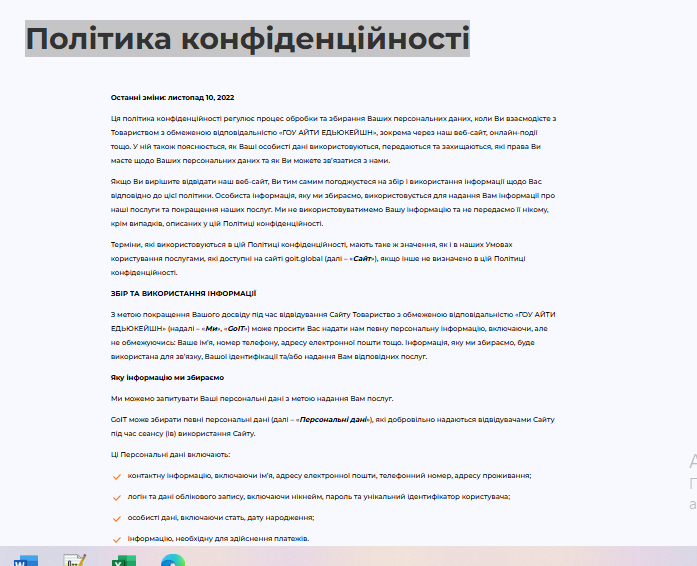 Політика конфіденційності
Останні зміни: листопад 10, 2022
Ця політика конфіденційності регулює процес обробки та збирання Ваших персональних даних, коли Ви взаємодієте з
Товариством з обмеженою відповідальністю «ГОУ АЙТИ ЕДЬЮКЕЙШН», зокрема через наш веб-сайт, онлайн-події
тощо. У ній також пояснюється, як Ваші особисті дані використовуються, передаються та захищаються, які права Ви
маєте щодо Ваших персональних даних та як Ви можете зв'язатися з нами.
Якщо Ви вирішите відвідати наш веб-сайт, Ви тим самим погоджуєтеся на збір і використання інформації щодо Вас
відповідно до цієї політики. Особиста інформація, яку ми збираємо, використовується для надання Вам інформації про
наші послуги та покращення наших послуг. Ми не використовуватимемо Вашу інформацію та не передаємо її нікому,
крім випадків, описаних у цій Політиці конфіденційності.
Терміни, які використовуються в цій Політиці конфіденційності, мають таке ж значення, як і в наших Умовах
користування послугами, які доступні на сайті goit.global (далі – «Сайт»), якщо інше не визначено в цій Політиці
конфіденційності.
ЗБІР ТА ВИКОРИСТАННЯ ІНФОРМАЦІЇ
З метою покращення Вашого досвіду під час відвідування Сайту Товариство з обмеженою відповідальністю «ГОУ АЙТИ
ЕДЬЮКЕЙШН» (надалі – «Ми», «GoIT») може просити Вас надати нам певну персональну інформацію, включаючи, але
не обмежуючись: Ваше ім'я, номер телефону, адресу електронної пошти тощо. Інформація, яку ми збираємо, буде
використана для зв'язку, Вашої ідентифікації та/або надання Вам відповідних послуг.
Яку інформацію ми збираємо
Ми можемо запитувати Ваші персональні дані з метою надання Вам послуг.
GoIT може збирати певні персональні дані (далі – «Персональні дані»), які добровільно надаються відвідувачами Сайту
під час сеансу (ів) використання Сайту.
Ці Персональні дані включають:
контактну інформацію, включаючи ім'я, адресу електронної пошти, телефонний номер, адресу проживання;
логін та дані облікового запису, включаючи нікнейм, пароль та унікальний ідентифікатор користувача;
особисті дані, включаючи стать, дату народження;
інформацію, необхідну для здійснення платежів.